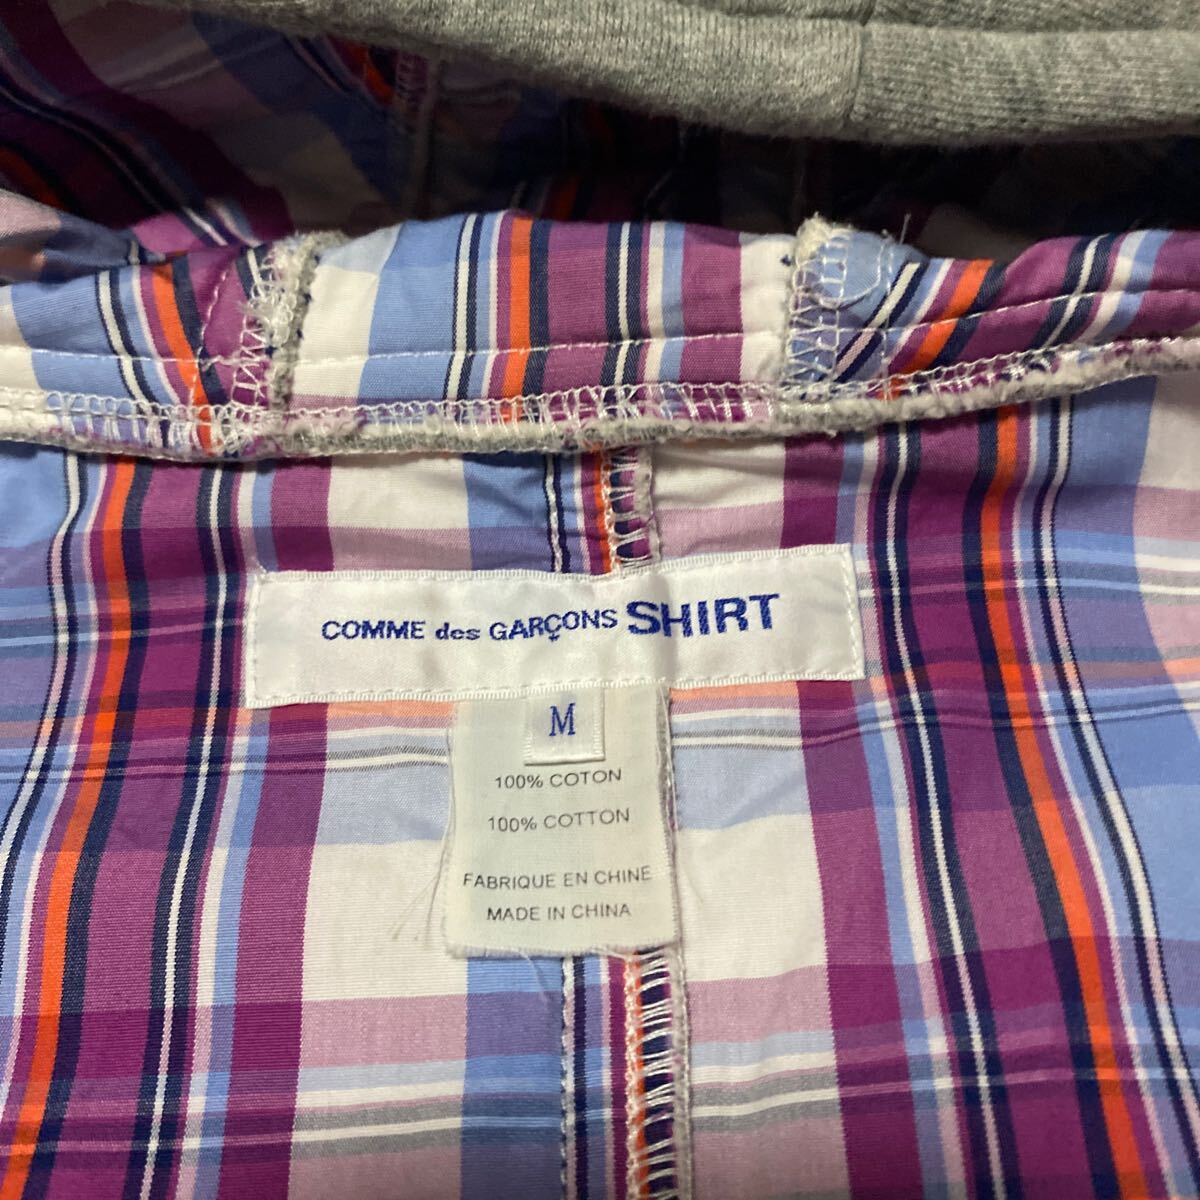 COMME des GARÇONS SHIRT
M
100% COTON
100% COTTON
FABRIQUE EN CHINE
MADE IN CHINA